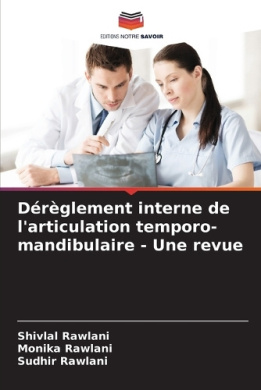 EDITIONS NOTRE SAVOIR
Dérèglement interne de
l'articulation temporo-
mandibulaire - Une revue
Shivlal Rawlani
Monika Rawlani
Sudhir Rawlani